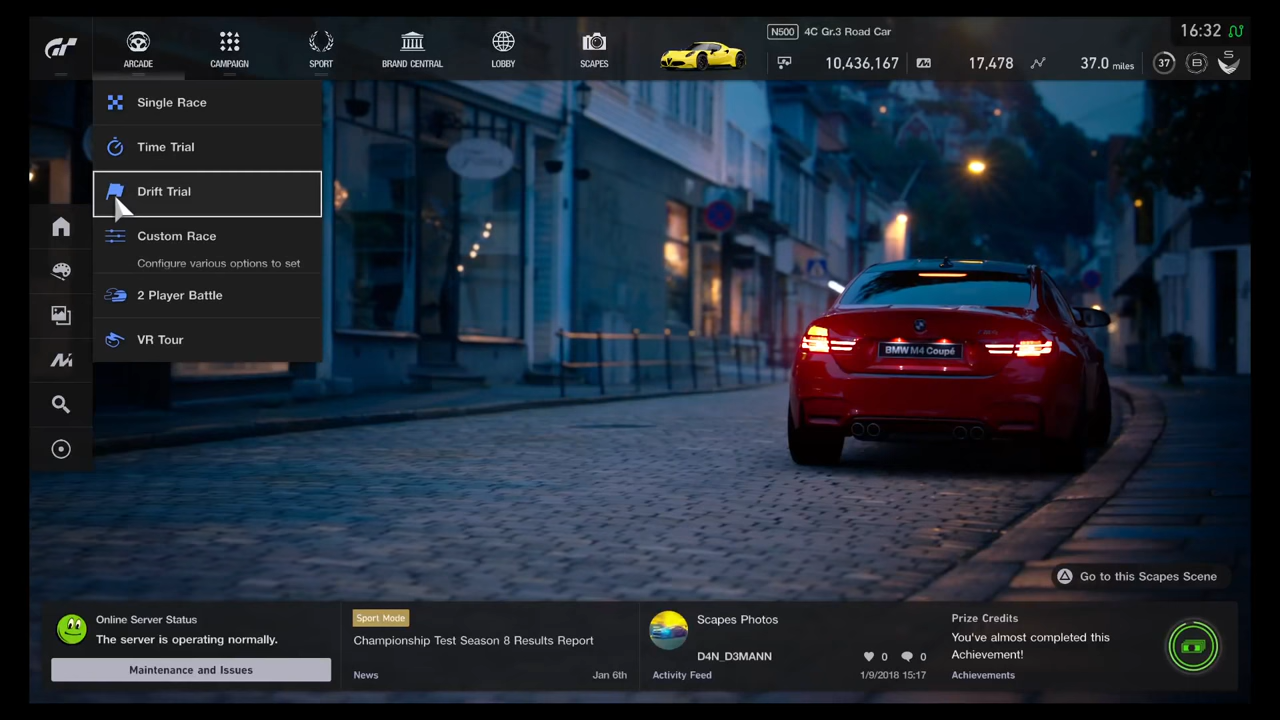 N500 4C Gr.3 Road Car
16:32
ARCADE CAMPAIGN SPORT BRAND CENTRAL LOBBY SCAPES
10,436,167 17,478 37.0 miles 37 B S
Single Race
Time Trial
Drift Trial
Custom Race
Configure various options to set
2 Player Battle
VR Tour
BMW M4 Coupé
Go to this Scapes Scene
Online Server Status
The server is operating normally.
Maintenance and Issues
Sport Mode
Championship Test Season 8 Results Report
News Jan 6th
Scapes Photos
D4N_D3MANN 0 0
Activity Feed 1/9/2018 15:17
Prize Credits
You've almost completed this
Achievement!
Achievements